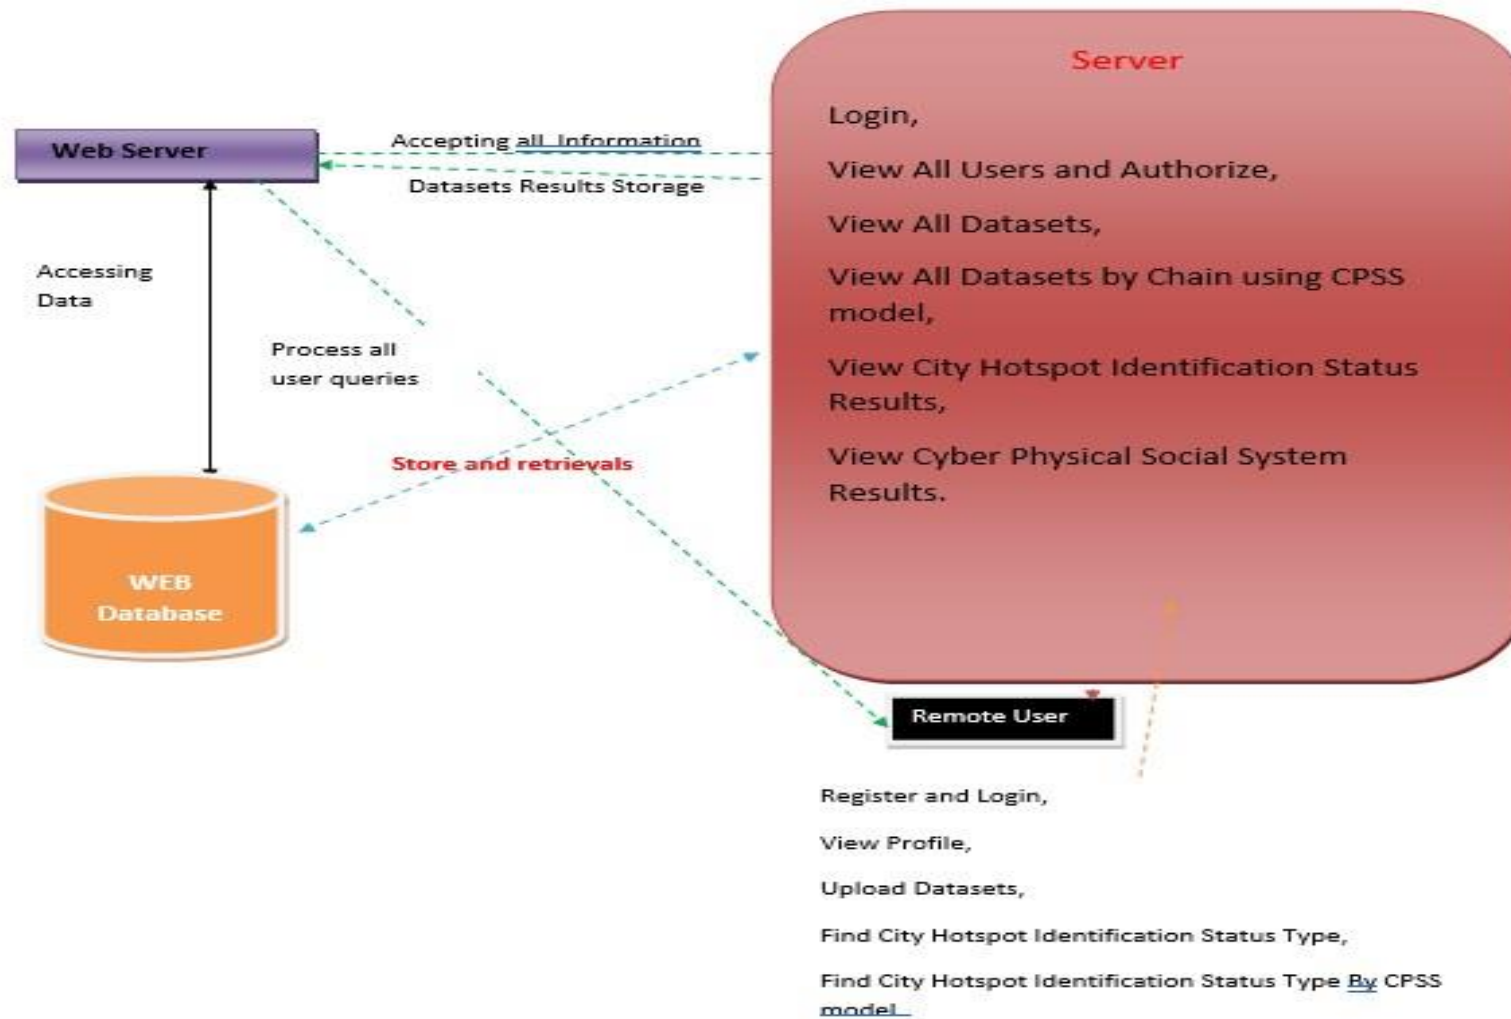 Server
Login,
View All Users and Authorize,
View All Datasets,
View All Datasets by Chain using CPSS
model,
View City Hotspot Identification Status
Results,
View Cyber Physical Social System
Results.
Web Server
Accepting all Information
Datasets Results Storage
Accessing
Data
Process all
user queries
Store and retrievals
WEB
Database
Remote User
Register and Login,
View Profile,
Upload Datasets,
Find City Hotspot Identification Status Type,
Find City Hotspot Identification Status Type By CPSS
model